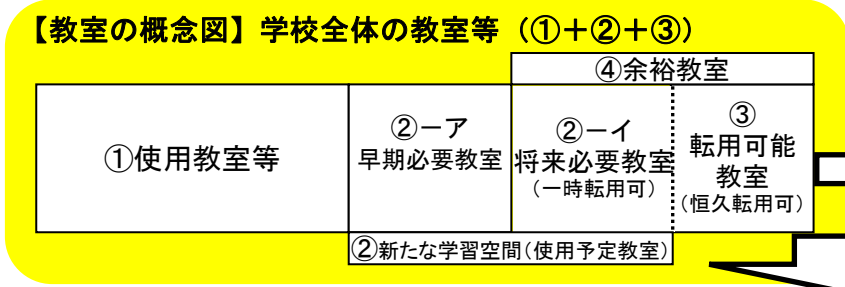 【教室の概念図】学校全体の教室等（①＋②＋③）
④余裕教室
①使用教室等
②－ア
早期必要教室
②－イ
将来必要教室
（一時転用可）
③
転用可能
教室
（恒久転用可）
②新たな学習空間（使用予定教室）